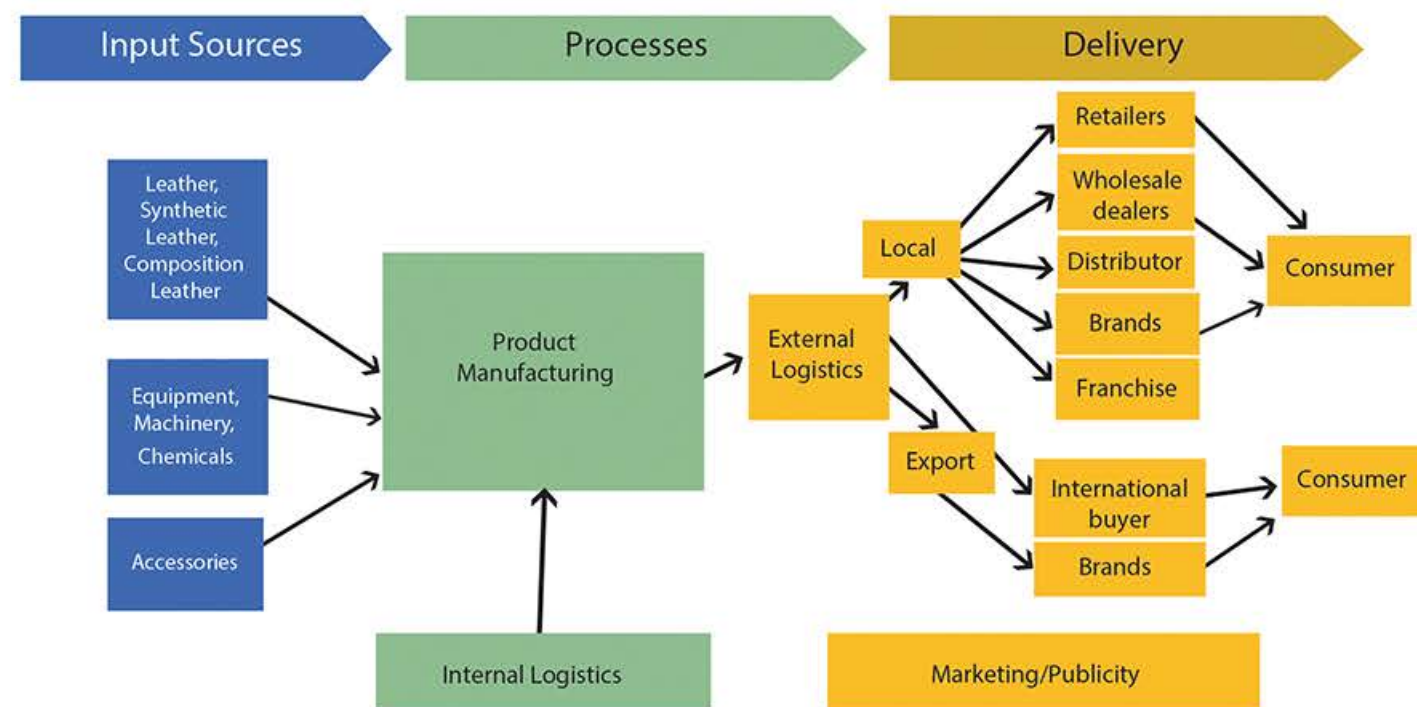 Input Sources
Processes
Delivery
Leather,
Synthetic
Leather,
Composition
Leather
Equipment,
Machinery,
Chemicals
Accessories
Product
Manufacturing
Internal Logistics
External
Logistics
Local
Export
Retailers
Wholesale
dealers
Distributor
Brands
Franchise
Consumer
International
buyer
Brands
Consumer
Marketing/Publicity